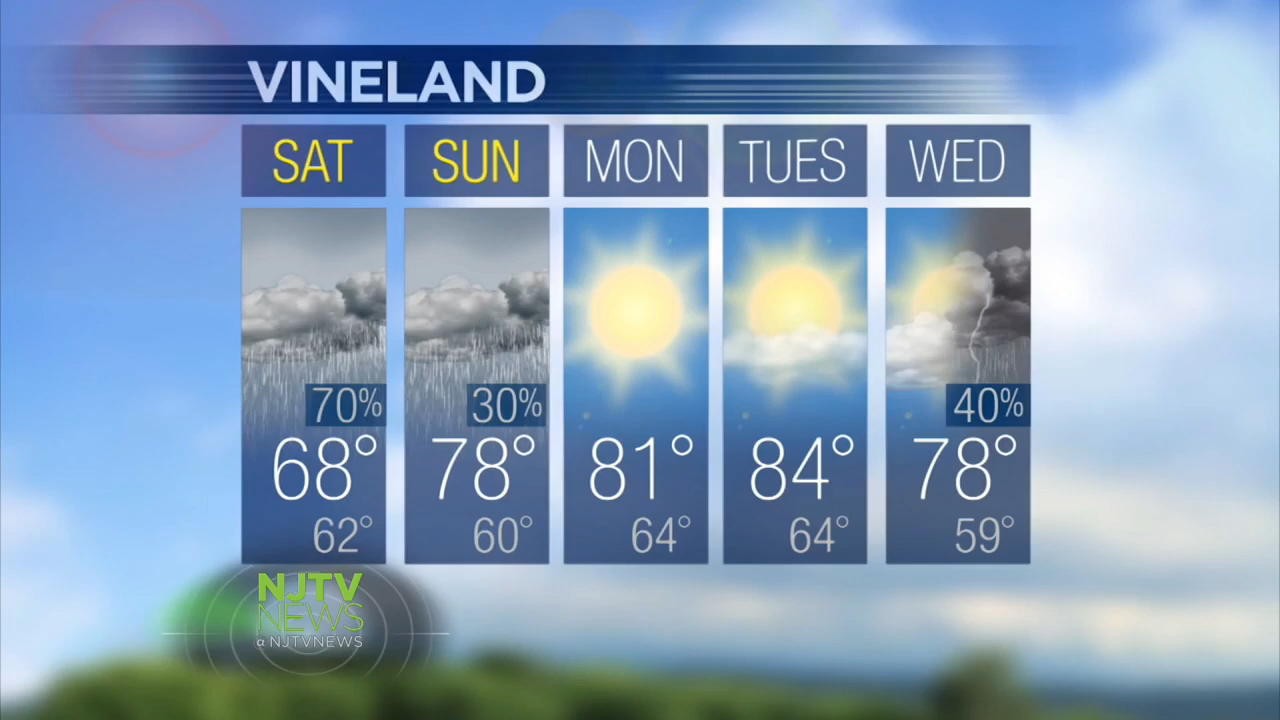 VINELAND
SAT SUN MON TUES WED
70% 30% 40%
68° 78° 81° 84° 78°
62° 60° 64° 64° 59°
NJTV
NEWS
@ NJTVNEWS